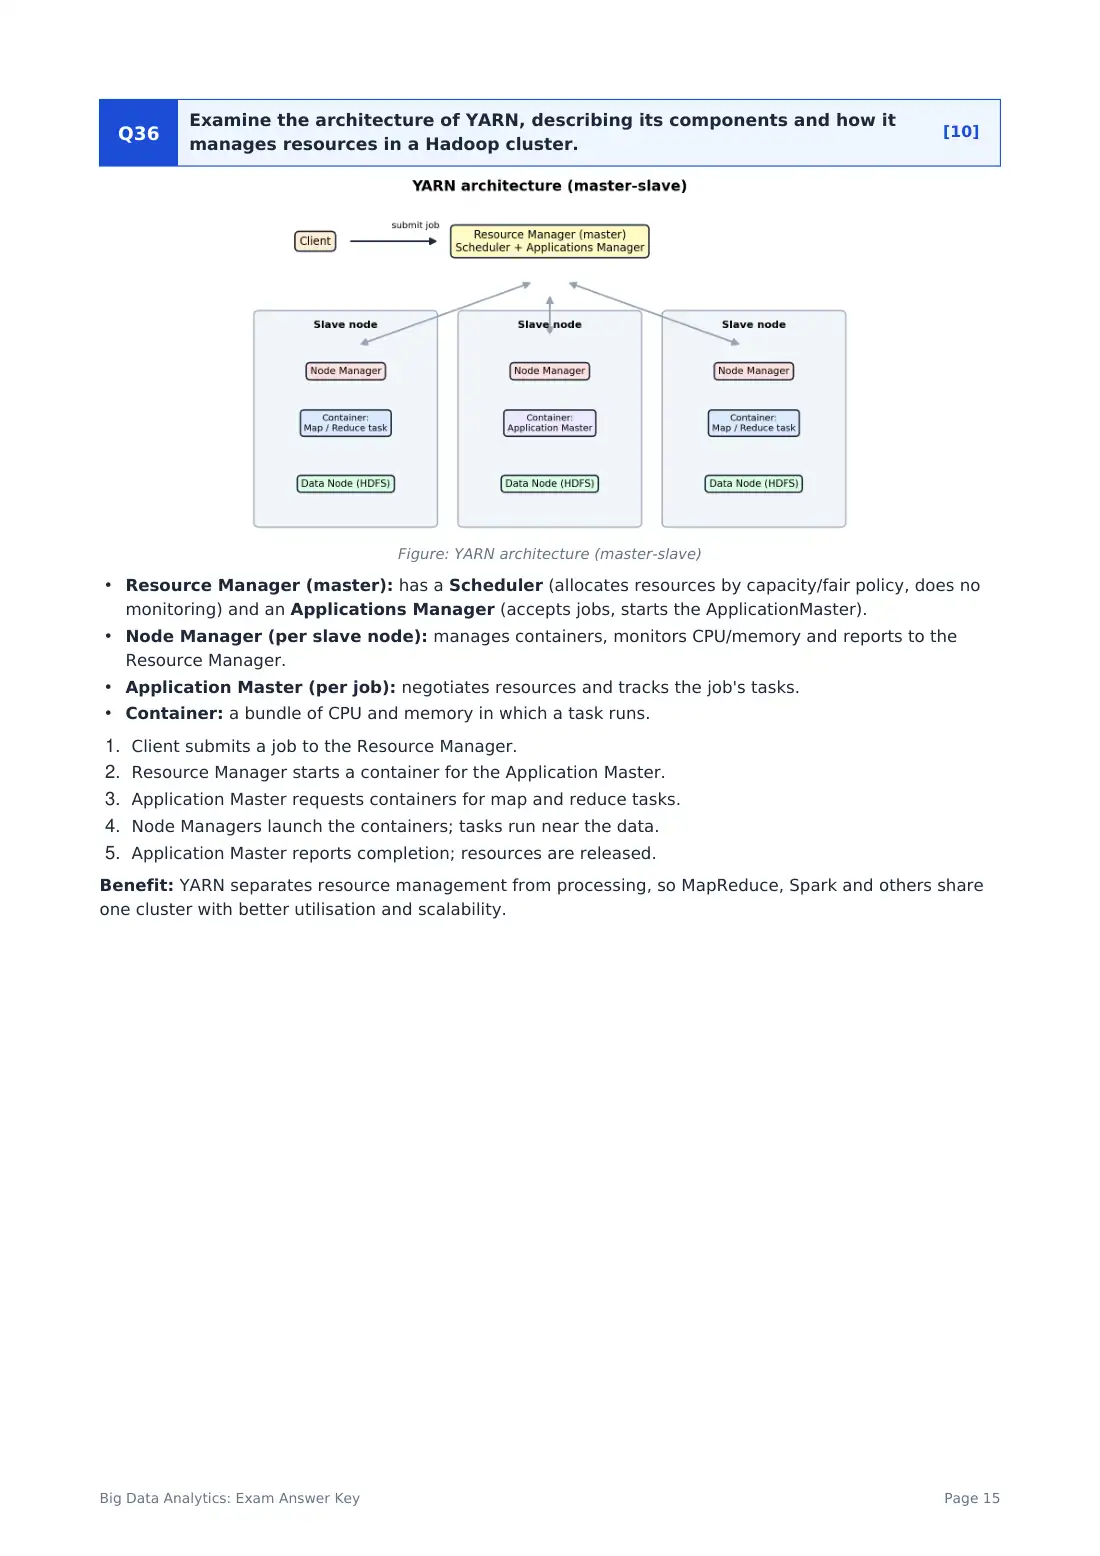 Q36
Examine the architecture of YARN, describing its components and how it
manages resources in a Hadoop cluster.
[10]
YARN architecture (master-slave)
submit job
Client
Resource Manager (master)
Scheduler + Applications Manager
Slave node
Slave node
Slave node
Node Manager
Node Manager
Node Manager
Container:
Map / Reduce task
Container:
Application Master
Container:
Map / Reduce task
Data Node (HDFS)
Data Node (HDFS)
Data Node (HDFS)
Figure: YARN architecture (master-slave)
• Resource Manager (master): has a Scheduler (allocates resources by capacity/fair policy, does no
monitoring) and an Applications Manager (accepts jobs, starts the ApplicationMaster).
• Node Manager (per slave node): manages containers, monitors CPU/memory and reports to the
Resource Manager.
• Application Master (per job): negotiates resources and tracks the job's tasks.
• Container: a bundle of CPU and memory in which a task runs.
1. Client submits a job to the Resource Manager.
2. Resource Manager starts a container for the Application Master.
3. Application Master requests containers for map and reduce tasks.
4. Node Managers launch the containers; tasks run near the data.
5. Application Master reports completion; resources are released.
Benefit: YARN separates resource management from processing, so MapReduce, Spark and others share
one cluster with better utilisation and scalability.
Big Data Analytics: Exam Answer Key
Page 15